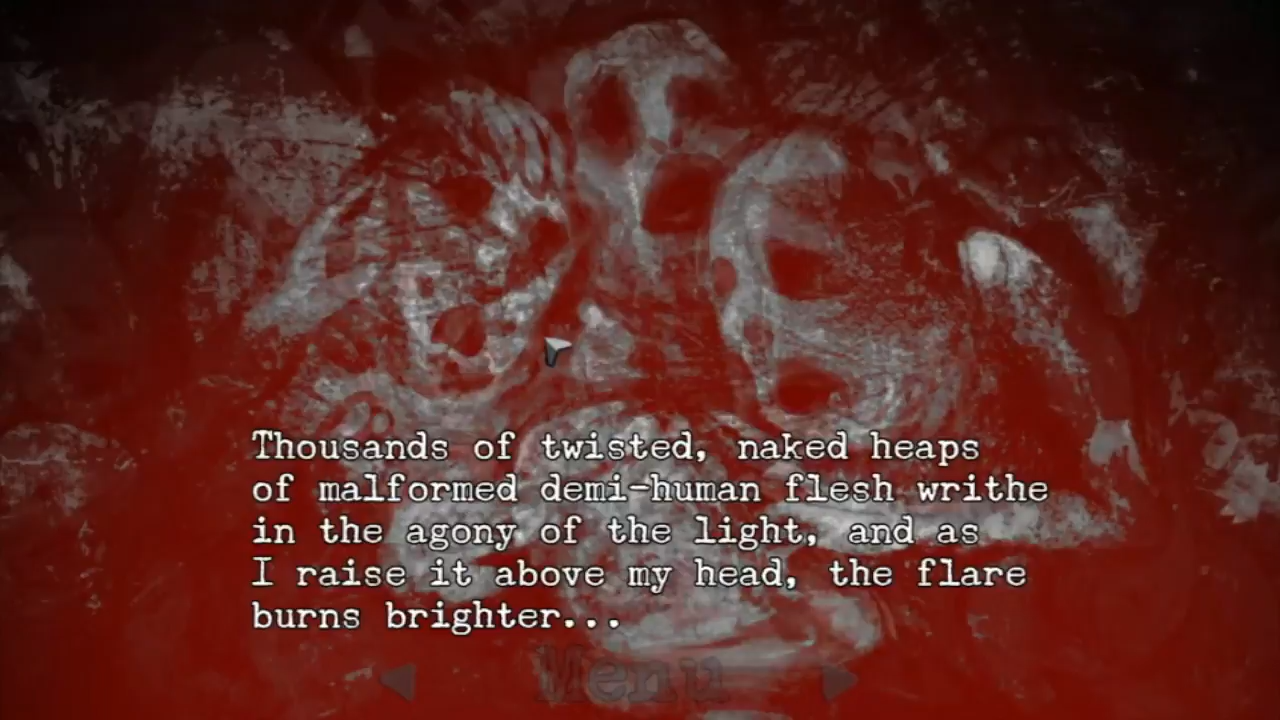 Thousands of twisted, naked heaps
of malformed demi-human flesh writhe
in the agony of the light, and as
I raise it above my head, the flare
burns brighter...
Menu